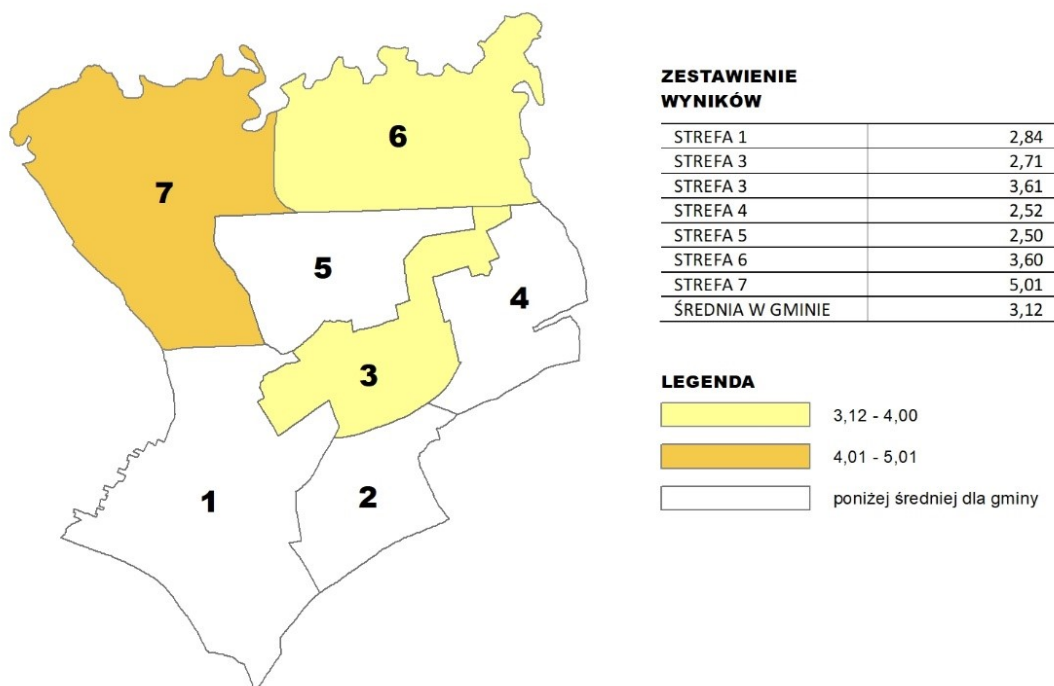 6
7
5
4
3
1
2
ZESTAWIENIE
WYNIKÓW
STREFA 1 2,84
STREFA 3 2,71
STREFA 3 3,61
STREFA 4 2,52
STREFA 5 2,50
STREFA 6 3,60
STREFA 7 5,01
ŚREDNIA W GMINIE 3,12
LEGENDA
3,12 - 4,00
4,01 - 5,01
poniżej średniej dla gminy